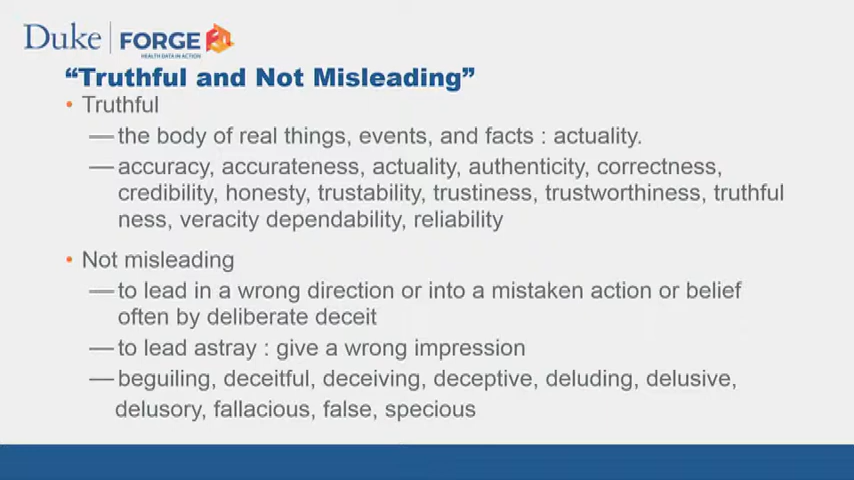 Duke FORGE
HEALTH DATA IN ACTION
“Truthful and Not Misleading”
• Truthful
— the body of real things, events, and facts : actuality.
— accuracy, accurateness, actuality, authenticity, correctness,
credibility, honesty, trustability, trustiness, trustworthiness, truthful
ness, veracity dependability, reliability
• Not misleading
— to lead in a wrong direction or into a mistaken action or belief
often by deliberate deceit
— to lead astray : give a wrong impression
— beguiling, deceitful, deceiving, deceptive, deluding, delusive,
delusory, fallacious, false, specious